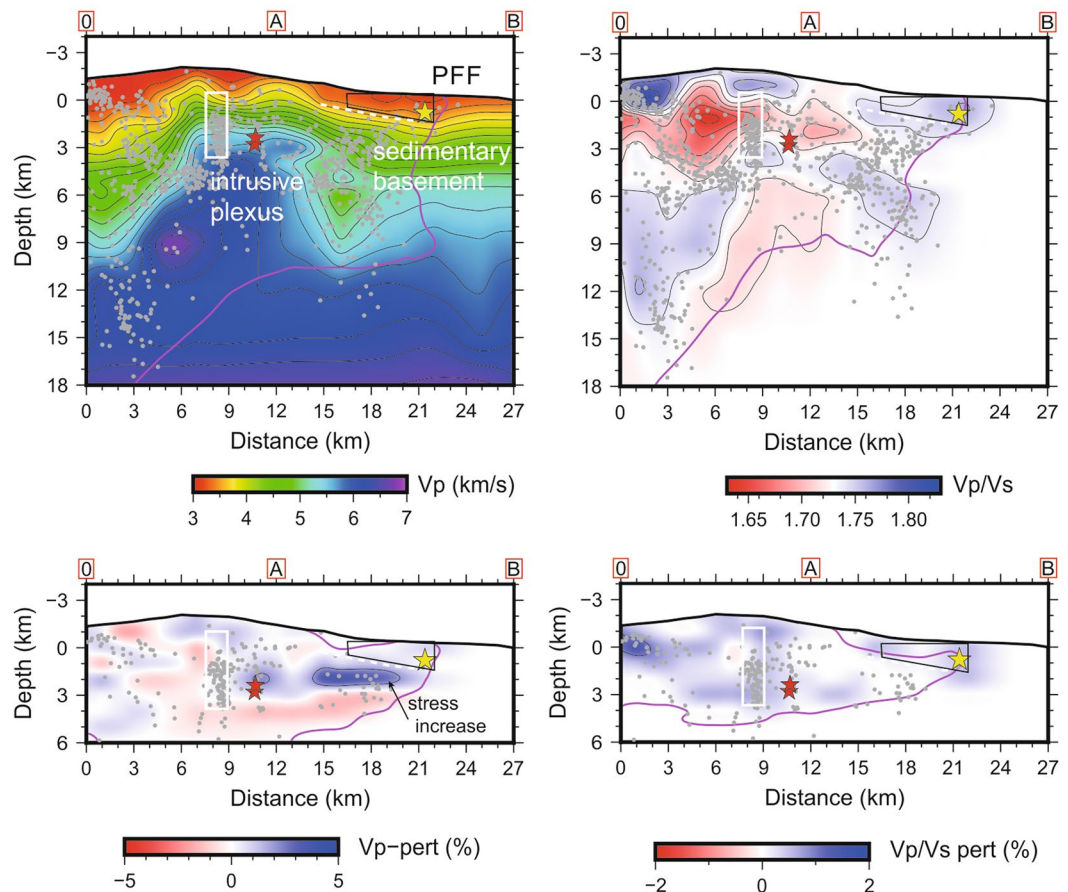 0 A B
PFF
−3
0
3
6
9
12
15
18
Depth (km)
sedimentary
basement
intrusive
plexus
0 3 6 9 12 15 18 21 24 27
Distance (km)
Vp (km/s)
3 4 5 6 7
0 A B
−3
0
3
6
9
12
15
18
Depth (km)
0 3 6 9 12 15 18 21 24 27
Distance (km)
Vp/Vs
1.65 1.70 1.75 1.80
0 A B
−3
0
3
6
Depth (km)
stress
increase
0 3 6 9 12 15 18 21 24 27
Distance (km)
Vp−pert (%)
−5 0 5
0 A B
−3
0
3
6
Depth (km)
0 3 6 9 12 15 18 21 24 27
Distance (km)
Vp/Vs pert (%)
−2 0 2